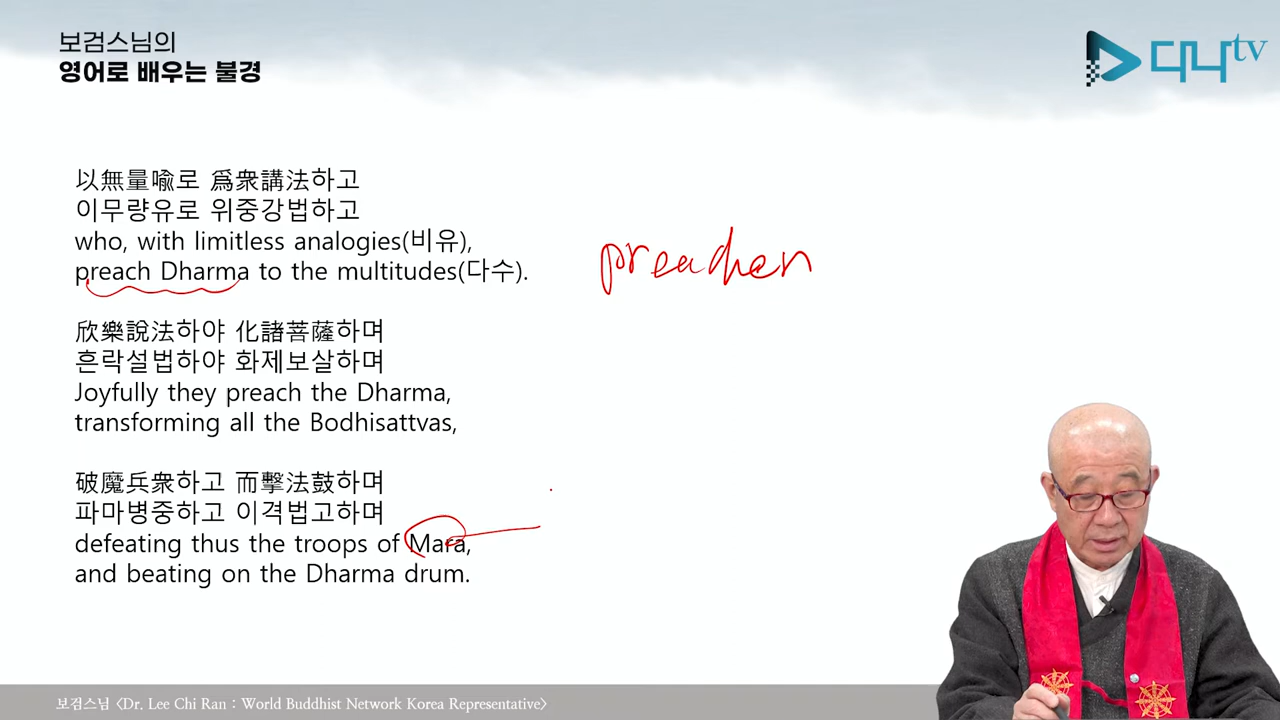 보검스님의
영어로 배우는 불경
다나tv
以無量喩로 爲衆講法하고
이무량유로 위중강법하고
who, with limitless analogies(비유),
preach Dharma to the multitudes(다수).
preacher
欣樂說法하야 化諸菩薩하며
흔락설법하야 화제보살하며
Joyfully they preach the Dharma,
transforming all the Bodhisattvas,
破魔兵衆하고 而擊法鼓하며
파마병중하고 이격법고하며
defeating thus the troops of Mara,
and beating on the Dharma drum.
보검스님 <Dr. Lee Chi Ran : World Buddhist Network Korea Representative>